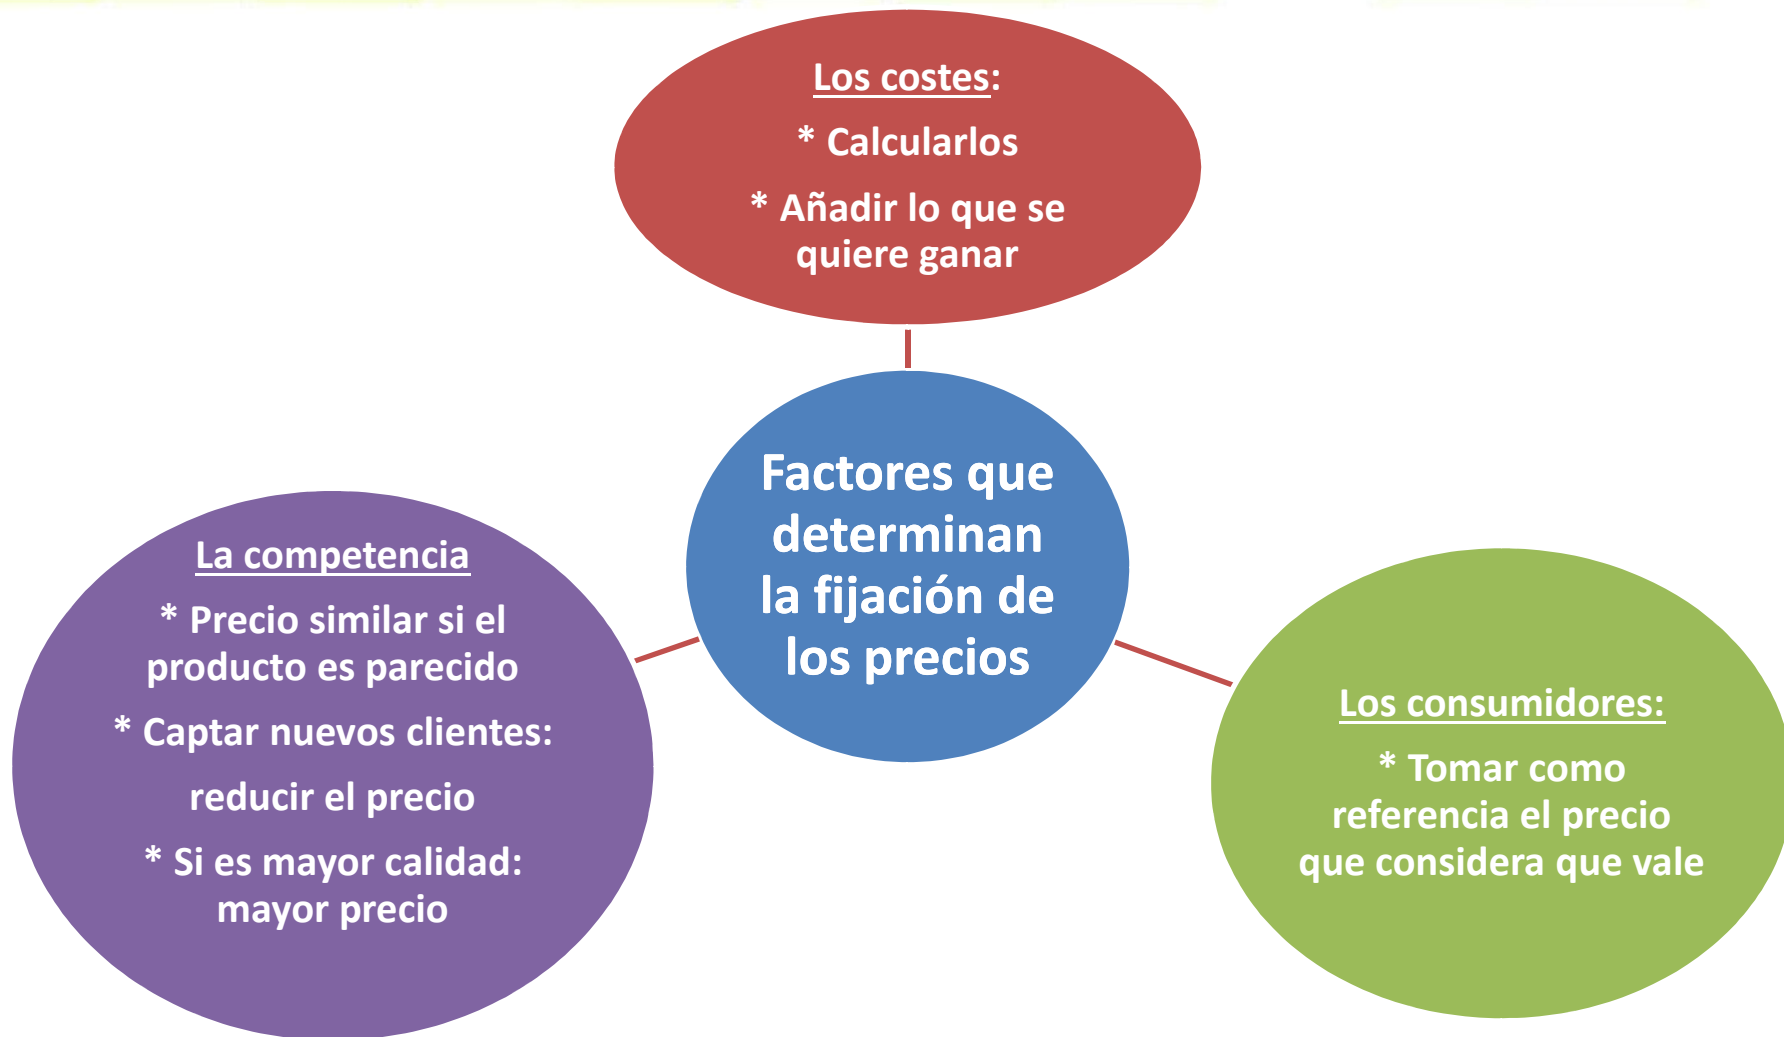 Los costes:
* Calcularlos
* Añadir lo que se
quiere ganar
Factores que
determinan
la fijación de
los precios
La competencia
* Precio similar si el
producto es parecido
* Captar nuevos clientes:
reducir el precio
* Si es mayor calidad:
mayor precio
Los consumidores:
* Tomar como
referencia el precio
que considera que vale